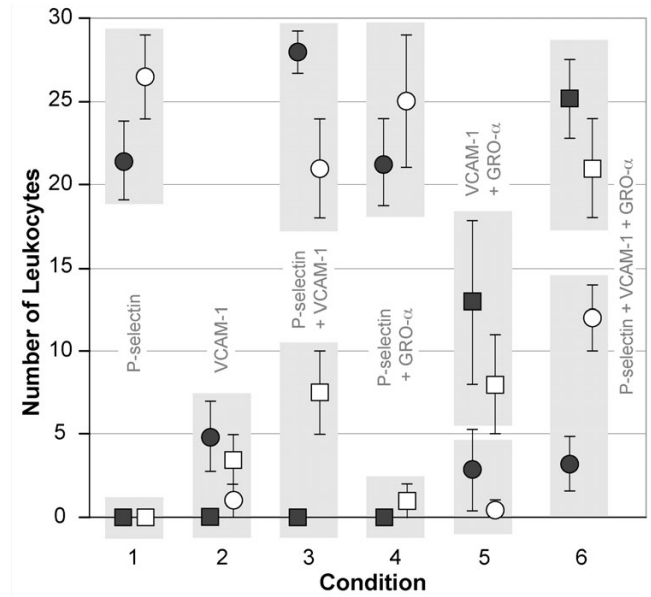 Number of Leukocytes
30
25
20
15
10
5
0
P-selectin
VCAM-1
P-selectin
+ VCAM-1
P-selectin
+ GRO-α
VCAM-1
+ GRO-α
P-selectin + VCAM-1 + GRO-α
1 2 3 4 5 6
Condition